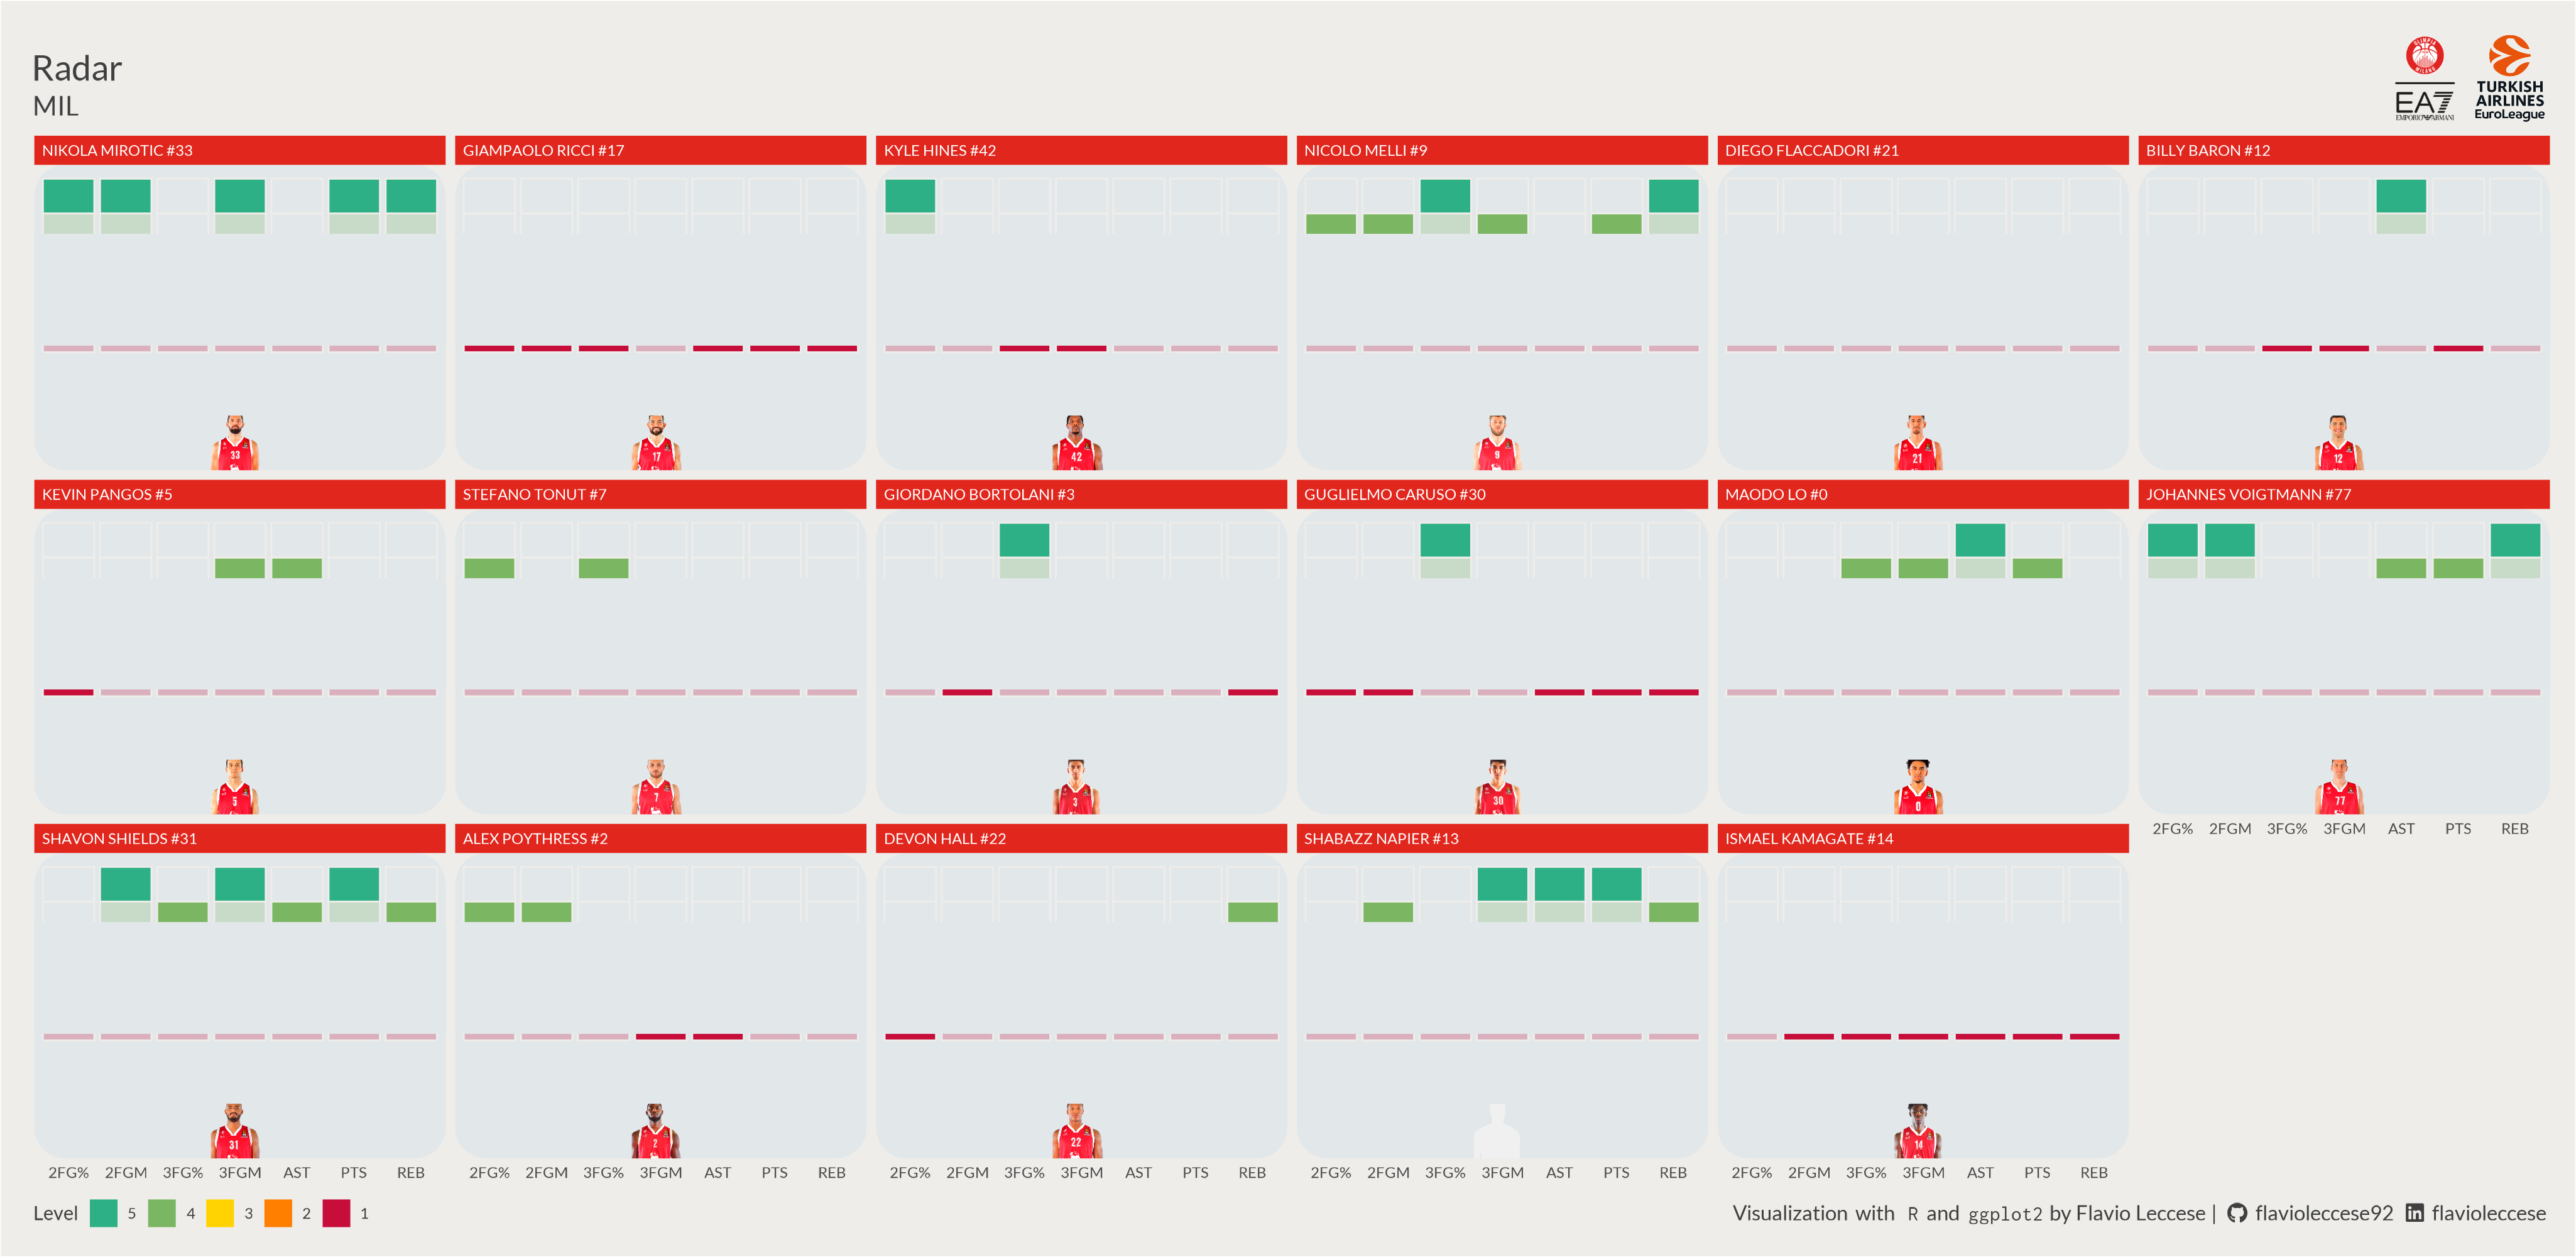 Radar
MIL
OLIMPIA
MILANO
EA7
EMPORIO ARMANI
TURKISH
AIRLINES
EuroLeague
NIKOLA MIROTIC #33
GIAMPAOLO RICCI #17
KYLE HINES #42
NICOLO MELLI #9
DIEGO FLACCADORI #21
BILLY BARON #12
33
17
42
9
21
12
KEVIN PANGOS #5
STEFANO TONUT #7
GIORDANO BORTOLANI #3
GUGLIELMO CARUSO #30
MAODO LO #0
JOHANNES VOIGTMANN #77
5
7
3
30
0
77
2FG% 2FGM 3FG% 3FGM AST PTS REB
SHAVON SHIELDS #31
ALEX POYTHRESS #2
DEVON HALL #22
SHABAZZ NAPIER #13
ISMAEL KAMAGATE #14
31
2
22
14
2FG% 2FGM 3FG% 3FGM AST PTS REB
2FG% 2FGM 3FG% 3FGM AST PTS REB
2FG% 2FGM 3FG% 3FGM AST PTS REB
2FG% 2FGM 3FG% 3FGM AST PTS REB
2FG% 2FGM 3FG% 3FGM AST PTS REB
Level 5 4 3 2 1
Visualization with R and ggplot2 by Flavio Leccese | flavioleccese92 flavioleccese